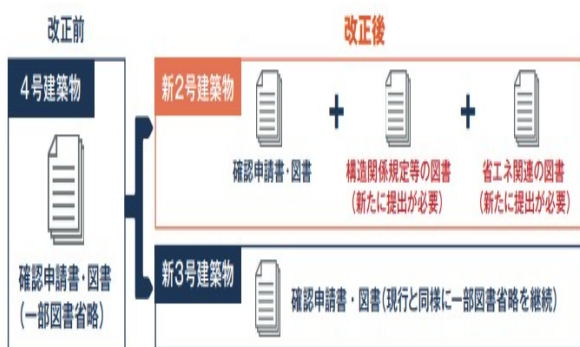 改正前
4号建築物
確認申請書・図書
(一部図書省略)
改正後
新2号建築物
確認申請書・図書
+
構造関係規定等の図書
(新たに提出が必要)
+
省エネ関連の図書
(新たに提出が必要)
新3号建築物
確認申請書・図書(現行と同様に一部図書省略を継続)